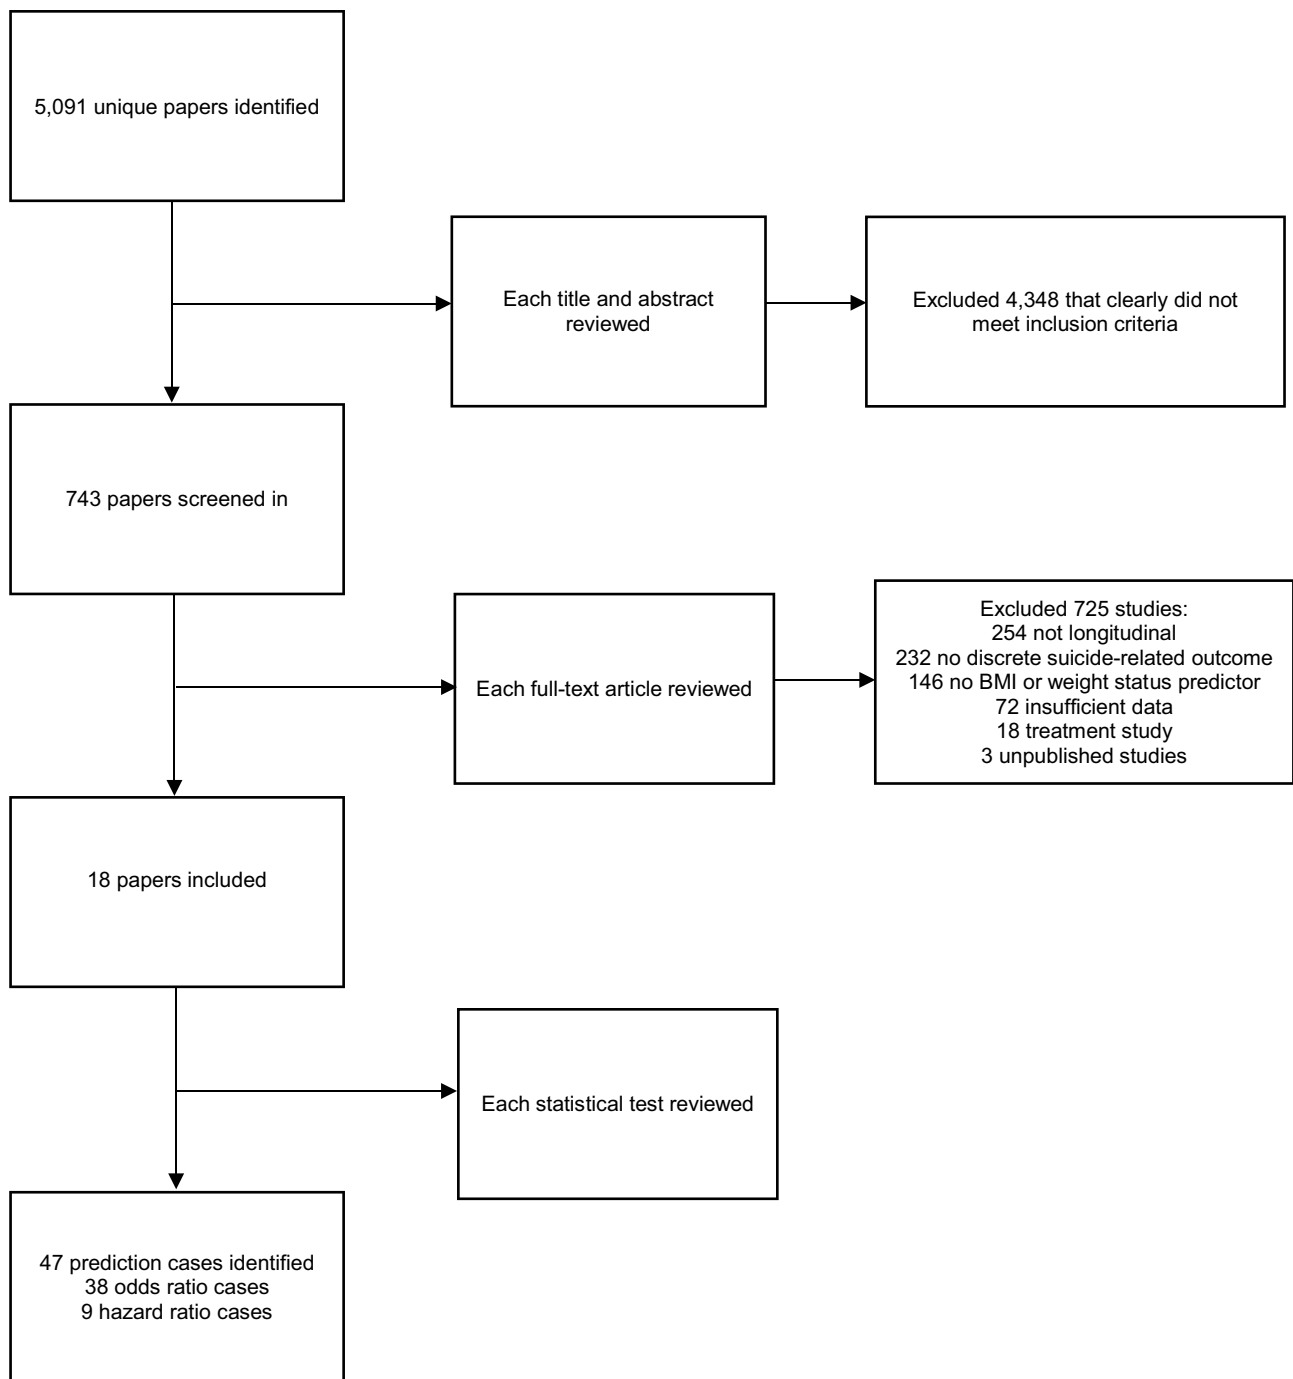 5,091 unique papers identified
Each title and abstract
reviewed
Excluded 4,348 that clearly did not
meet inclusion criteria
743 papers screened in
Each full-text article reviewed
Excluded 725 studies:
254 not longitudinal
232 no discrete suicide-related outcome
146 no BMI or weight status predictor
72 insufficient data
18 treatment study
3 unpublished studies
18 papers included
Each statistical test reviewed
47 prediction cases identified
38 odds ratio cases
9 hazard ratio cases